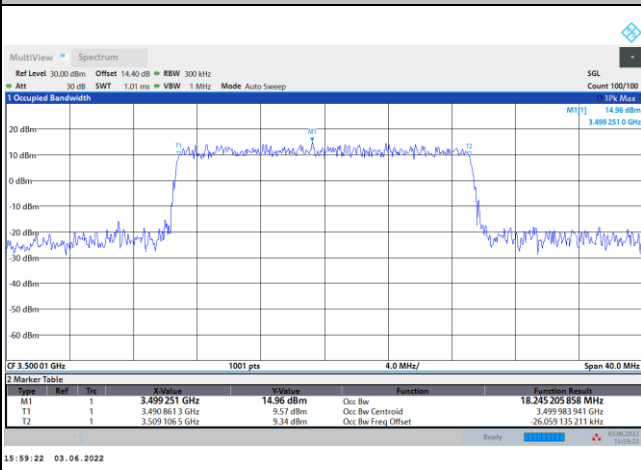 MultiView Spectrum
Ref Level 30.00 dBm Offset 14.40 dB RBW 300 kHz SGL
Att 30 dB SWT 1.01 ms VBW 1 MHz Mode Auto Sweep Count 100/100
1 Occupied Bandwidth 1Pk Max
M1[1] 14.96 dBm
3.499 251 0 GHz
20 dBm
M1
T1 T2
10 dBm
0 dBm
-10 dBm
-20 dBm
-30 dBm
-40 dBm
-50 dBm
-60 dBm
CF 3.500 01 GHz 1001 pts 4.0 MHz/ Span 40.0 MHz
2 Marker Table
Type Ref Trc X-Value Y-Value Function Function Result
M1 1 3.499 251 GHz 14.96 dBm Occ Bw 18.245 205 858 MHz
T1 1 3.490 861 3 GHz 9.57 dBm Occ Bw Centroid 3.499 983 941 GHz
T2 1 3.509 106 5 GHz 9.34 dBm Occ Bw Freq Offset -26.059 135 211 kHz
Ready 03.06.2022
15:59:22
15:59:22 03.06.2022